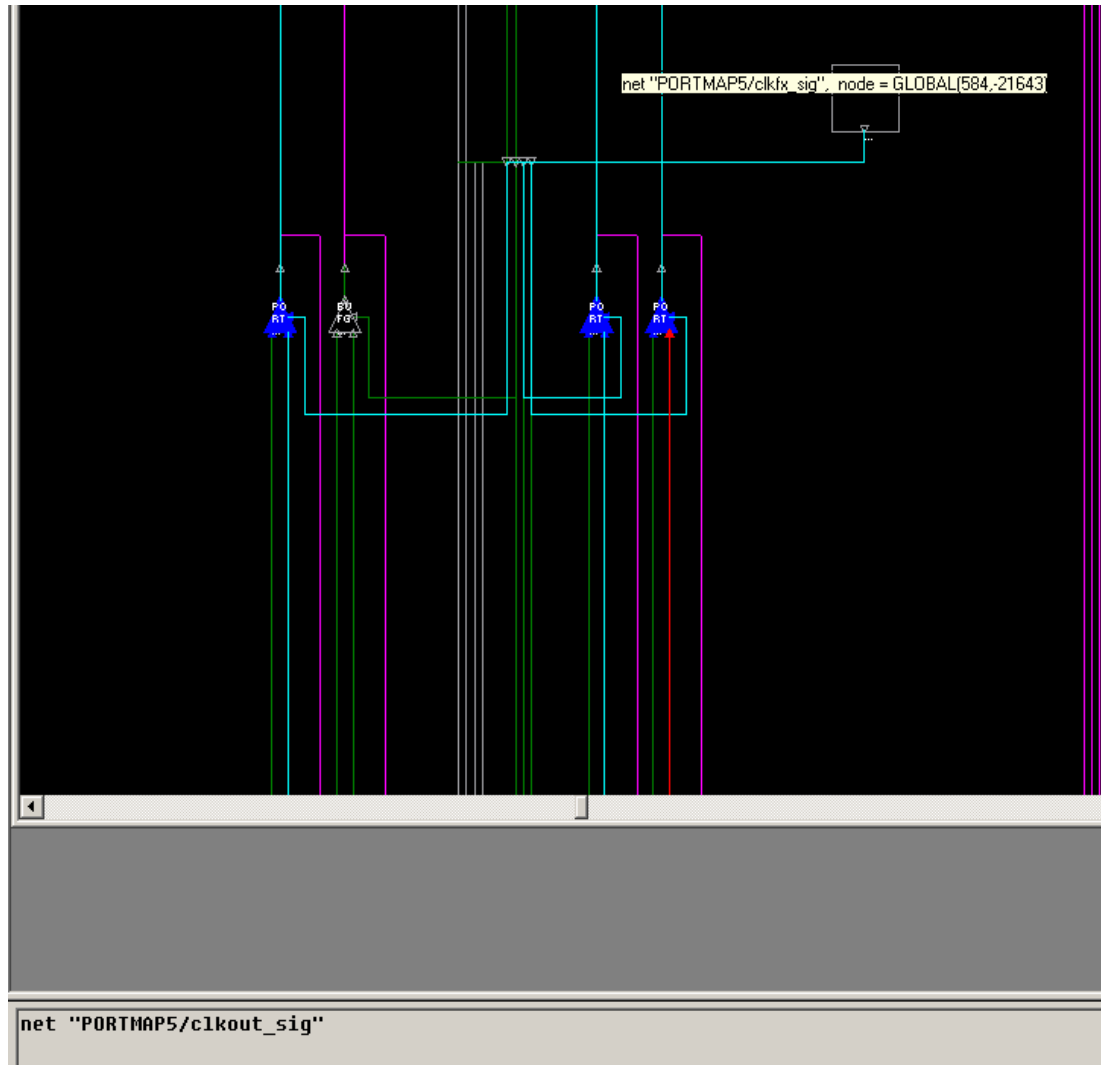 net "PORTMAP5/clkfx_sig", node = GLOBAL(584,-21643)
...
PO
RT
...
BU
FG
...
PO
RT
...
PO
RT
...
net "PORTMAP5/clkout_sig"